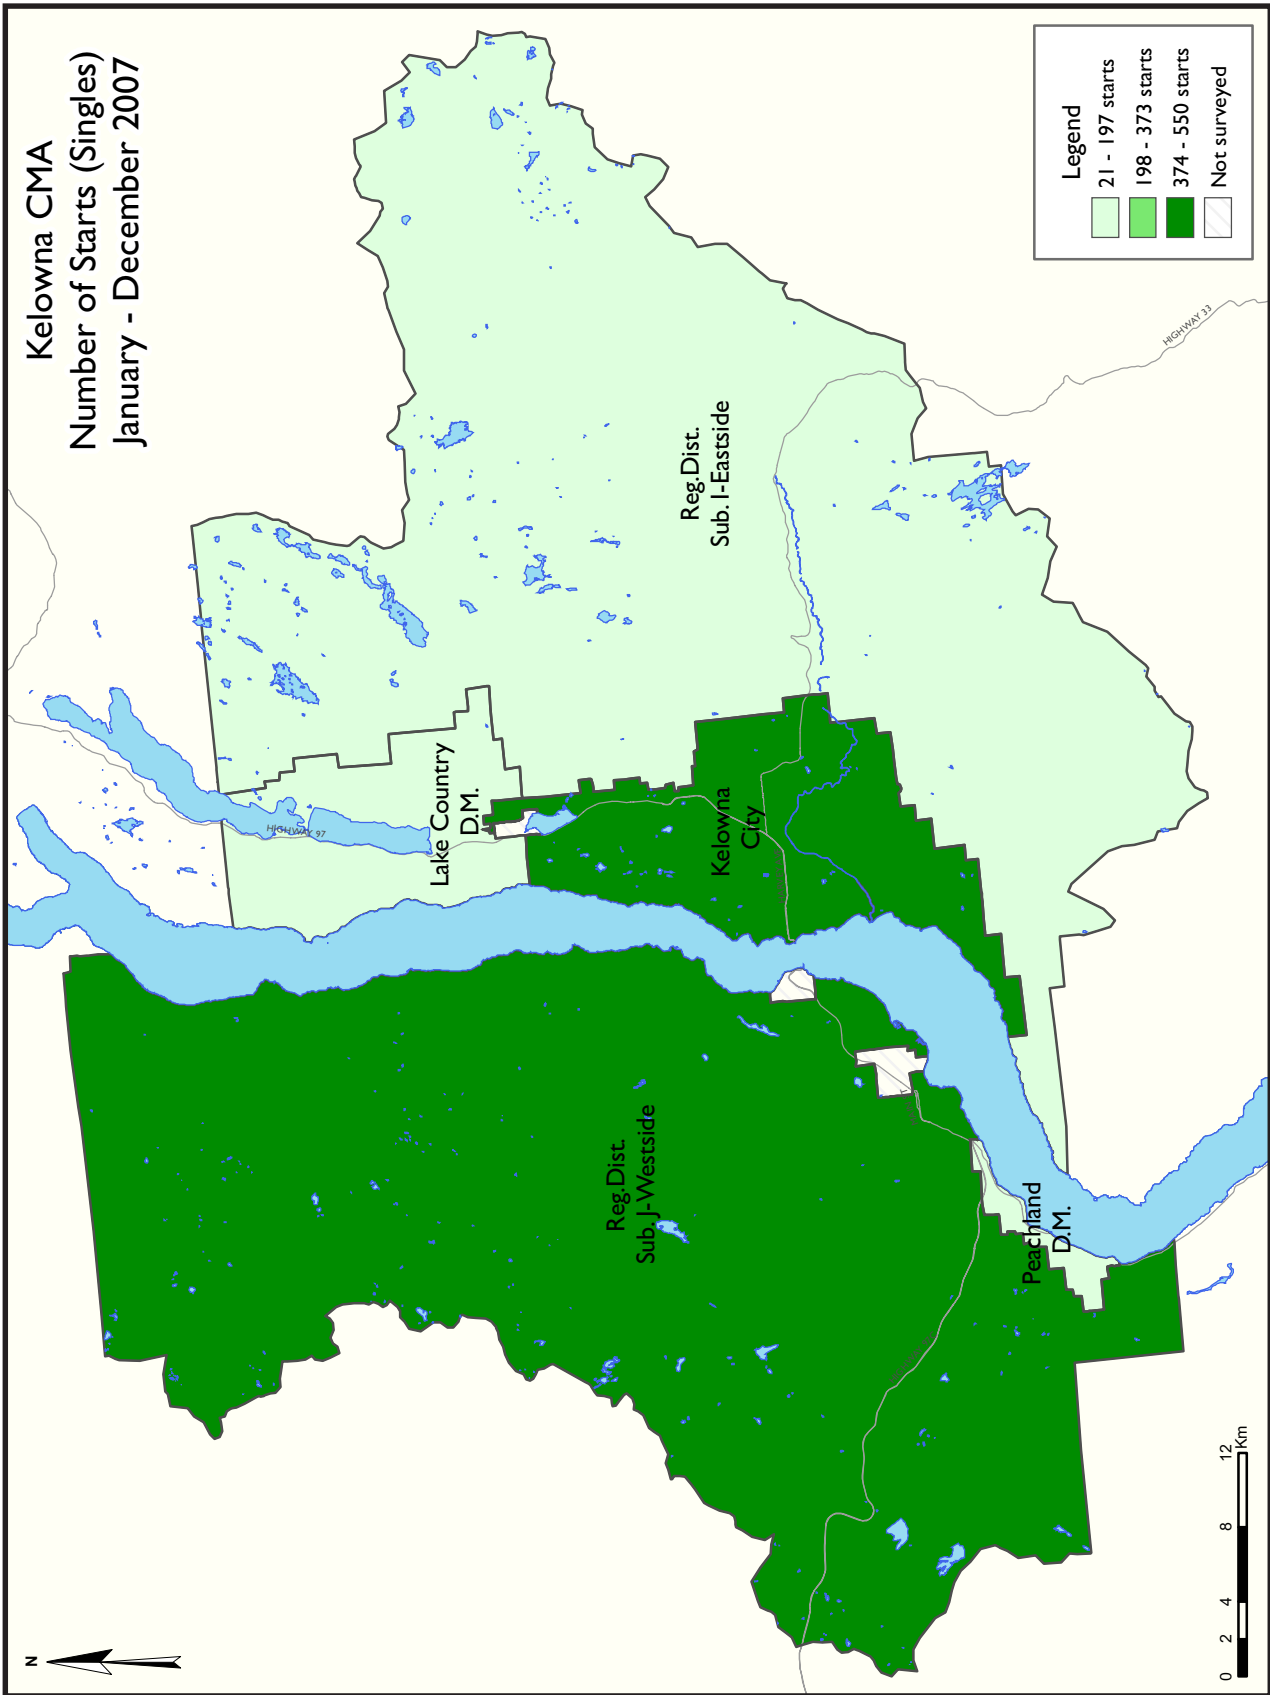 Kelowna CMA
Number of Starts (Singles)
January - December 2007
N
HIGHWAY 97
Lake Country
D.M.
Reg.Dist.
Sub. I-Eastside
HIGHWAY 33
Kelowna
City
Reg.Dist.
Sub. J-Westside
Peachland
D.M.
Legend
21 - 197 starts
198 - 373 starts
374 - 550 starts
Not surveyed
0 2 4 8 12
Km